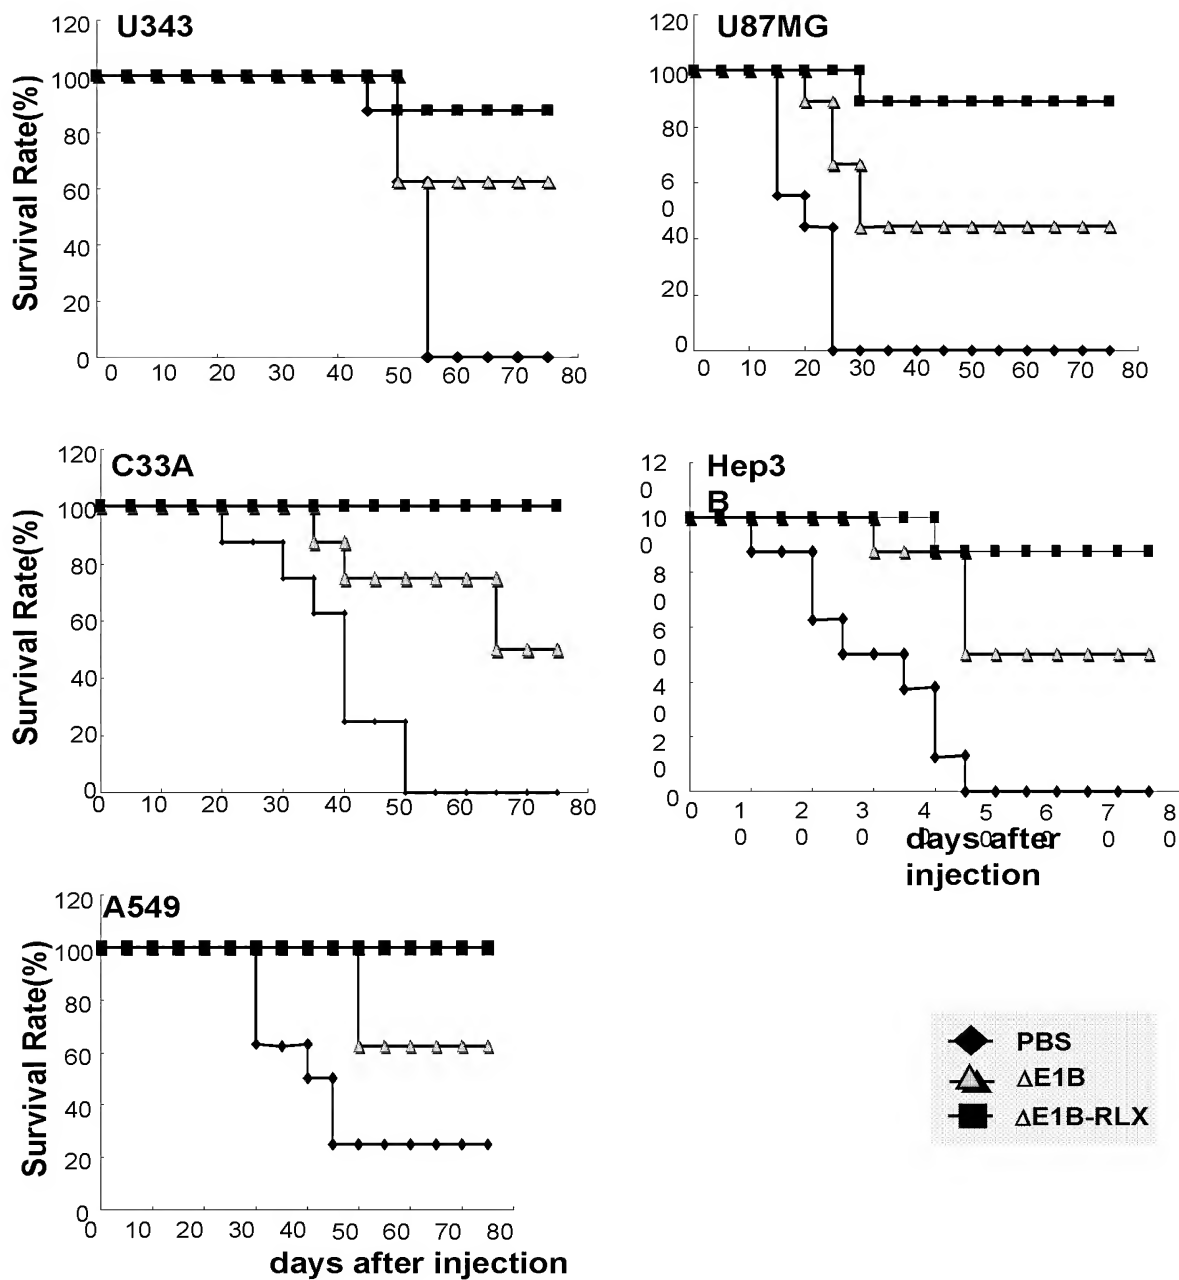 U343
120
100
80
60
40
20
0
0 10 20 30 40 50 60 70 80
Survival Rate(%)
U87MG
120
100
80
6
0
40
20
0
0 10 20 30 40 50 60 70 80
C33A
120
100
80
60
40
20
0
0 10 20 30 40 50 60 70 80
Survival Rate(%)
Hep3
B
12
0
10
0
8
0
6
0
4
0
2
0
0
0 1 2 3 4 5 6 7 8
0 0 0 0 0 0 0 0
days after
injection
A549
120
100
80
60
40
20
0
0 10 20 30 40 50 60 70 80
Survival Rate(%)
days after injection
PBS
ΔE1B
ΔE1B-RLX